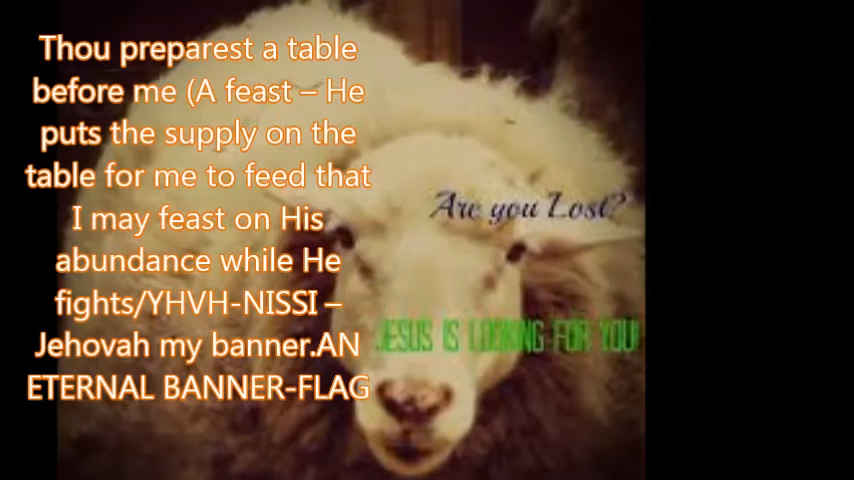 Thou preparest a table
before me (A feast – He
puts the supply on the
table for me to feed that
I may feast on His
abundance while He
fights/YHVH-NISSI –
Jehovah my banner.AN
ETERNAL BANNER-FLAG
Are you Lost?
JESUS IS LOOKING FOR YOU!